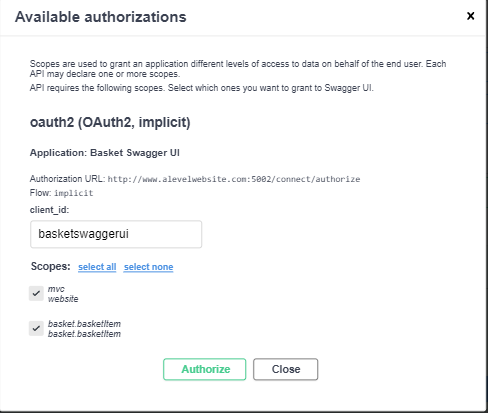 Available authorizations
×
Scopes are used to grant an application different levels of access to data on behalf of the end user. Each
API may declare one or more scopes.
API requires the following scopes. Select which ones you want to grant to Swagger UI.
oauth2 (OAuth2, implicit)
Application: Basket Swagger UI
Authorization URL: http://www.alevelwebsite.com:5002/connect/authorize
Flow: implicit
client_id:
basketswaggerui
Scopes: select all select none
mvc
website
basket.basketItem
basket.basketItem
Authorize Close